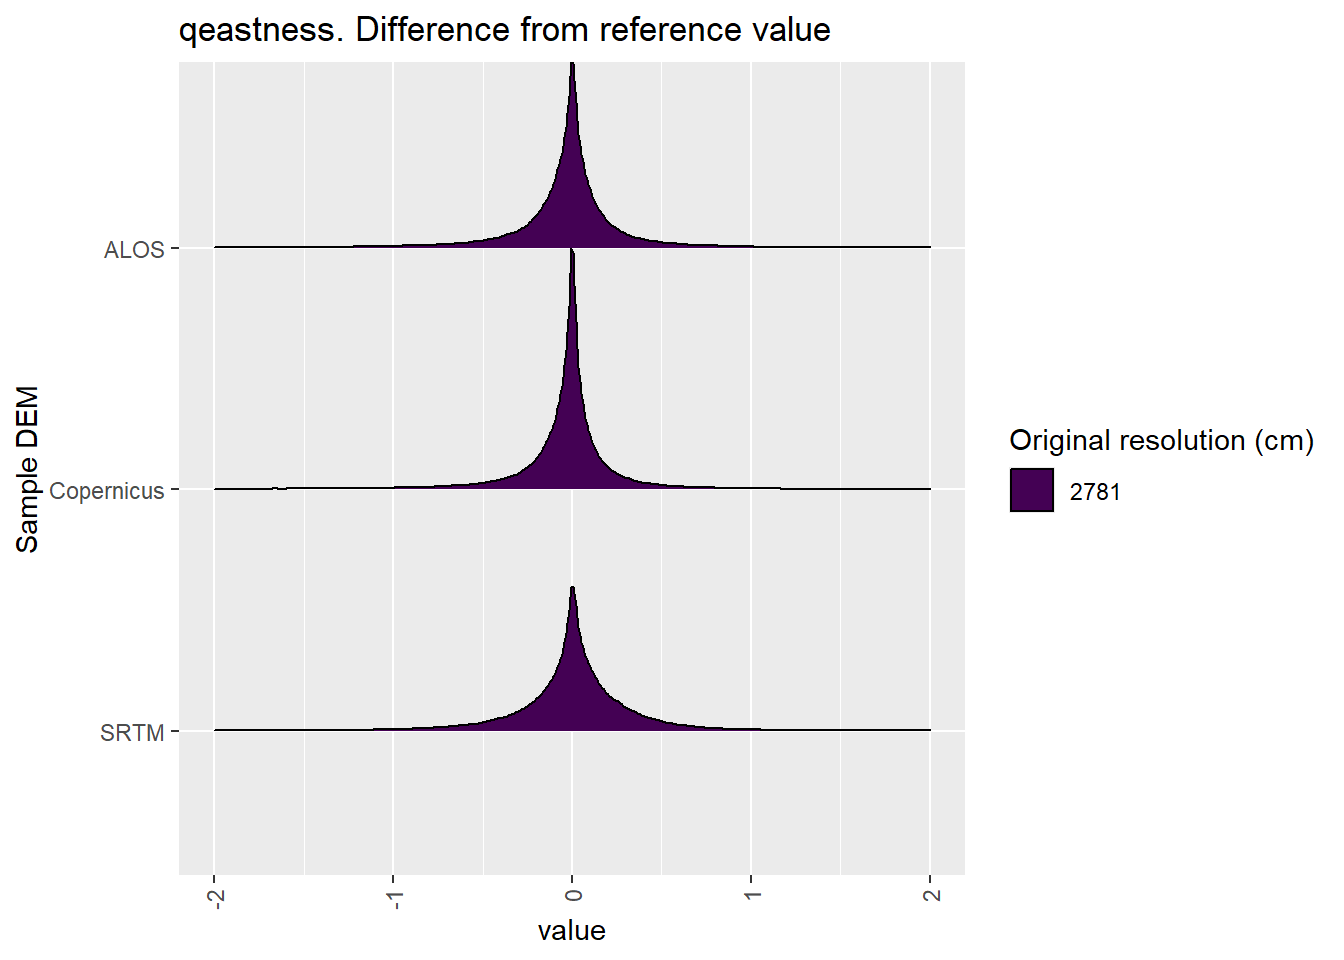 qeastness. Difference from reference value
Sample DEM
ALOS
Copernicus
SRTM
-2
-1
0
1
2
value
Original resolution (cm)
2781